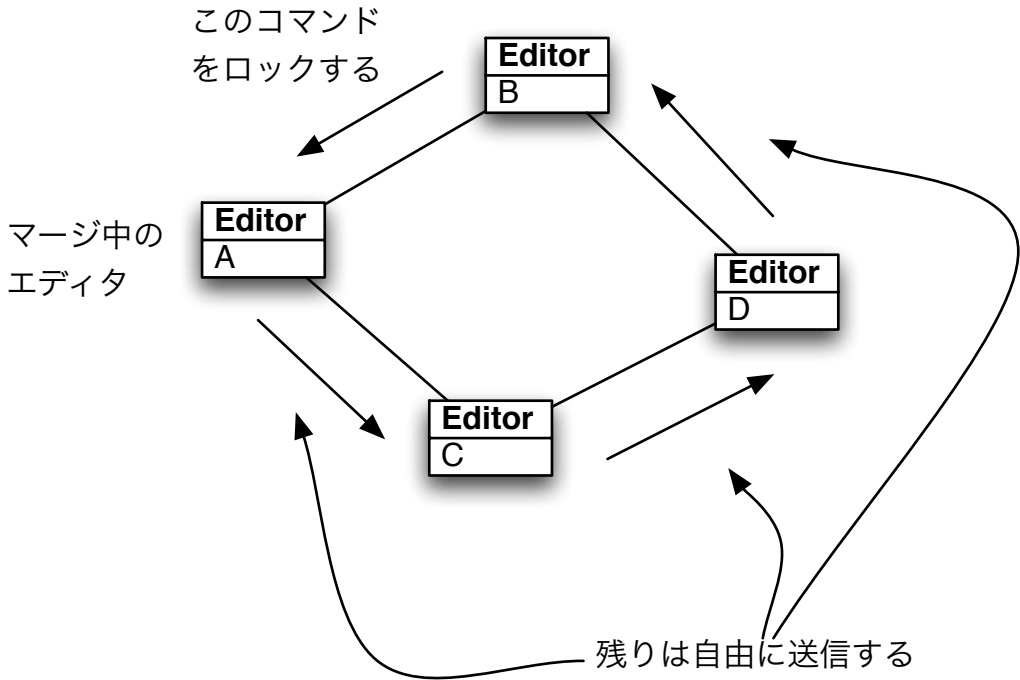 このコマンド
をロックする
Editor
B
マージ中の
エディタ
Editor
A
Editor
D
Editor
C
残りは自由に送信する